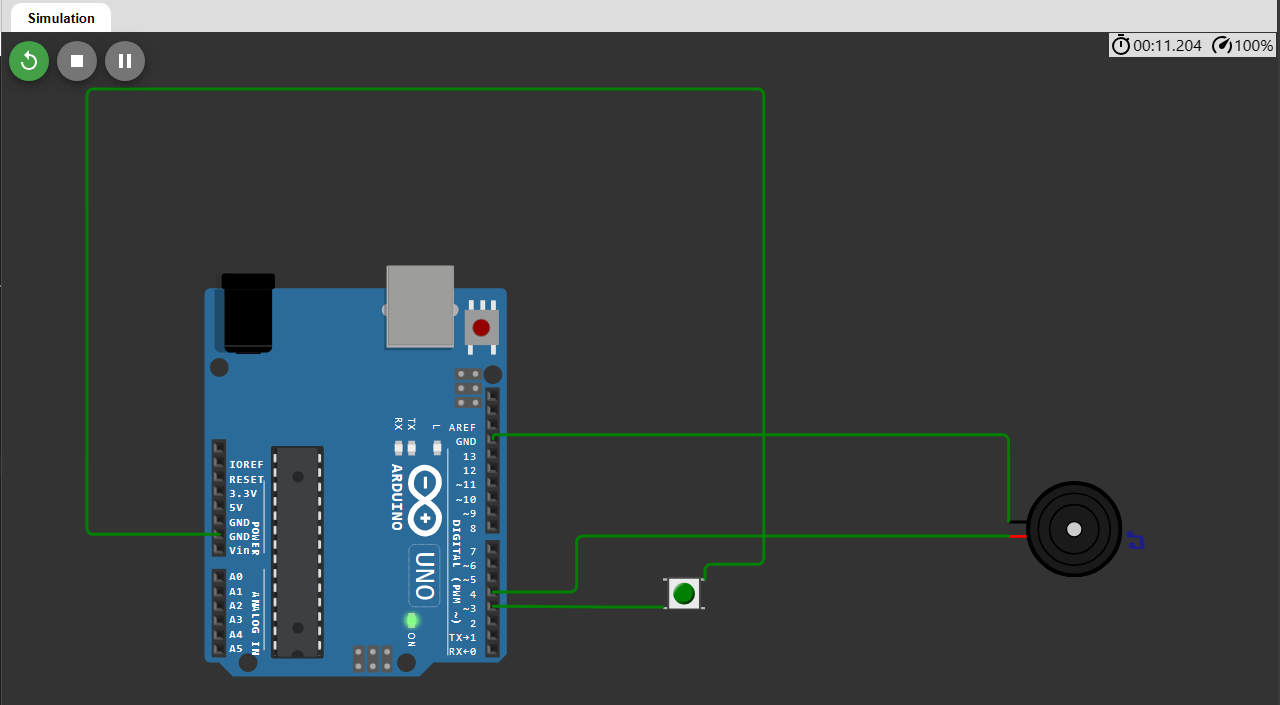 Simulation
00:11.204 100%
RX
TX
L
AREF
GND
13
12
~11
~10
~9
8
7
~6
~5
4
~3
2
TX→1
RX←0
DIGITAL (PWM ~)
ARDUINO
UNO
ON
IOREF
RESET
3.3V
5V
GND
GND
Vin
POWER
A0
A1
A2
A3
A4
A5
ANALOG IN